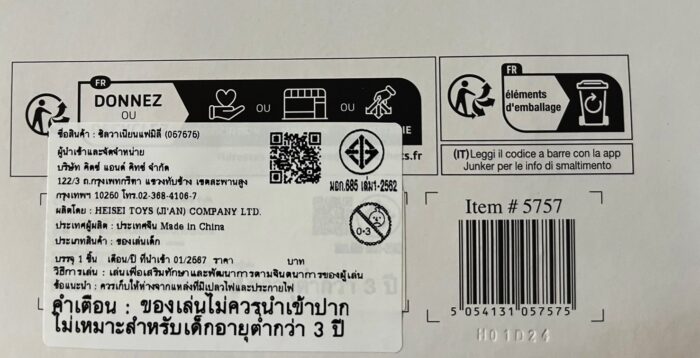 FR
DONNEZ
OU
OU
OU
FR
éléments
d'emballage
ts.fr
(IT) Leggi il codice a barre con la app
Junker per le info di smaltimento
ชื่อสินค้า : ซิลวาเนียนแฟมิลี่ (067676)
ผู้นำเข้าและจัดจำหน่าย
บริษัท คิดซ์ แอนด์ คิทซ์ จำกัด
122/3 ถ.กรุงเทพกรีฑา แขวงทับช้าง เขตสะพานสูง
กรุงเทพฯ 10260 โทร.02-368-4106-7
ผลิตโดย : HEISEI TOYS (JI'AN) COMPANY LTD.
ประเทศผู้ผลิต : ประเทศจีน Made in China
ประเภทสินค้า : ของเล่นเด็ก
บรรจุ 1 ชิ้น เดือน/ปี ที่นำเข้า 01/2567 ราคา บาท
วิธีการเล่น : เล่นเพื่อเสริมทักษะและพัฒนาการตามจินตนาการของผู้เล่น
ข้อแนะนำ : ควรเก็บให้ห่างจากแหล่งที่มีเปลวไฟและประกายไฟ
คำเตือน : ของเล่นไม่ควรนำเข้าปาก
ไม่เหมาะสำหรับเด็กอายุต่ำกว่า 3 ปี
มอก.685 เล่ม1-2562
0-3
Item # 5757
5 054131 057575
H01D24